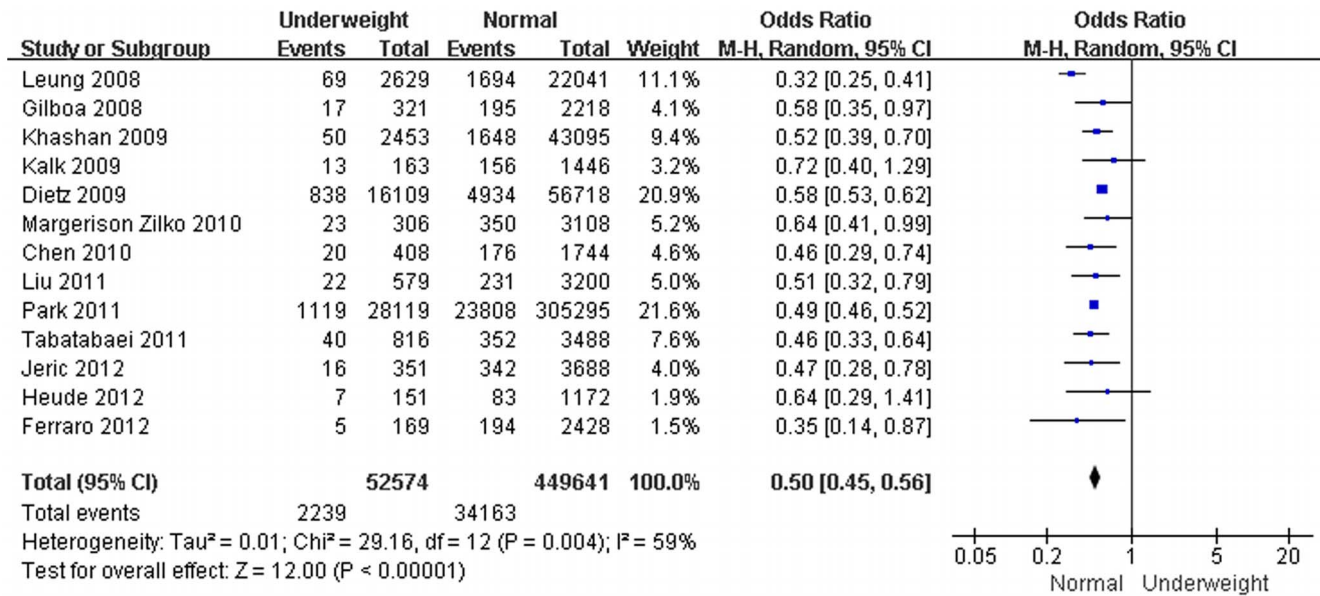 Underweight Normal Odds Ratio Odds Ratio
Study or Subgroup Events Total Events Total Weight M-H, Random, 95% CI M-H, Random, 95% CI
Leung 2008 69 2629 1694 22041 11.1% 0.32 [0.25, 0.41]
Gilboa 2008 17 321 195 2218 4.1% 0.58 [0.35, 0.97]
Khashan 2009 50 2453 1648 43095 9.4% 0.52 [0.39, 0.70]
Kalk 2009 13 163 156 1446 3.2% 0.72 [0.40, 1.29]
Dietz 2009 838 16109 4934 56718 20.9% 0.58 [0.53, 0.62]
Margerison Zilko 2010 23 306 350 3108 5.2% 0.64 [0.41, 0.99]
Chen 2010 20 408 176 1744 4.6% 0.46 [0.29, 0.74]
Liu 2011 22 579 231 3200 5.0% 0.51 [0.32, 0.79]
Park 2011 1119 28119 23808 305295 21.6% 0.49 [0.46, 0.52]
Tabatabaei 2011 40 816 352 3488 7.6% 0.46 [0.33, 0.64]
Jeric 2012 16 351 342 3688 4.0% 0.47 [0.28, 0.78]
Heude 2012 7 151 83 1172 1.9% 0.64 [0.29, 1.41]
Ferraro 2012 5 169 194 2428 1.5% 0.35 [0.14, 0.87]
Total (95% CI) 52574 449641 100.0% 0.50 [0.45, 0.56]
Total events 2239 34163
Heterogeneity: Tau² = 0.01; Chi² = 29.16, df = 12 (P = 0.004); I² = 59%
Test for overall effect: Z = 12.00 (P < 0.00001)
0.05 0.2 1 5 20
Normal Underweight